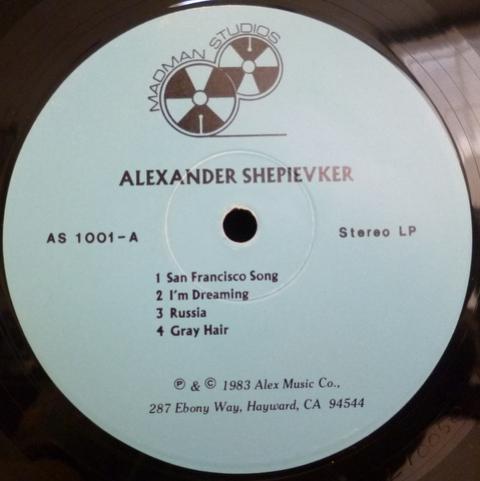 MADMAN STUDIOS
ALEXANDER SHEPIEVKER
AS 1001-A
Stereo LP
1 San Francisco Song
2 I'm Dreaming
3 Russia
4 Gray Hair
℗ & © 1983 Alex Music Co.,
287 Ebony Way, Hayward, CA 94544